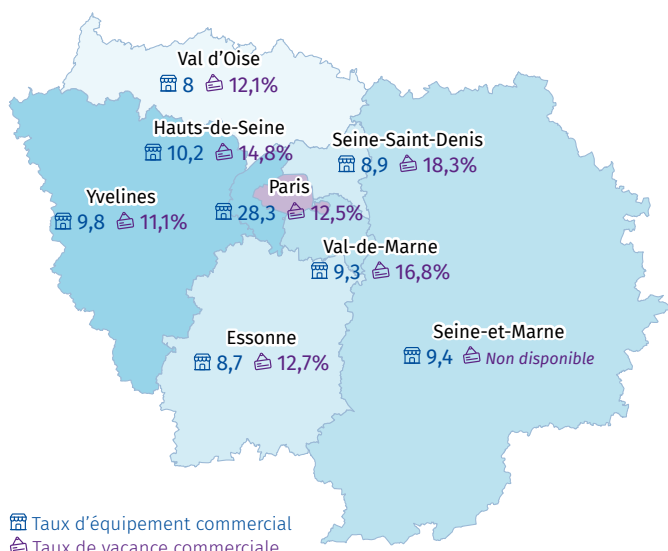 Val d’Oise
8 12,1%
Hauts-de-Seine
10,2 14,8%
Seine-Saint-Denis
8,9 18,3%
Yvelines
9,8 11,1%
Paris
28,3 12,5%
Val-de-Marne
9,3 16,8%
Essonne
8,7 12,7%
Seine-et-Marne
9,4 Non disponible
Taux d’équipement commercial
Taux de vacance commerciale